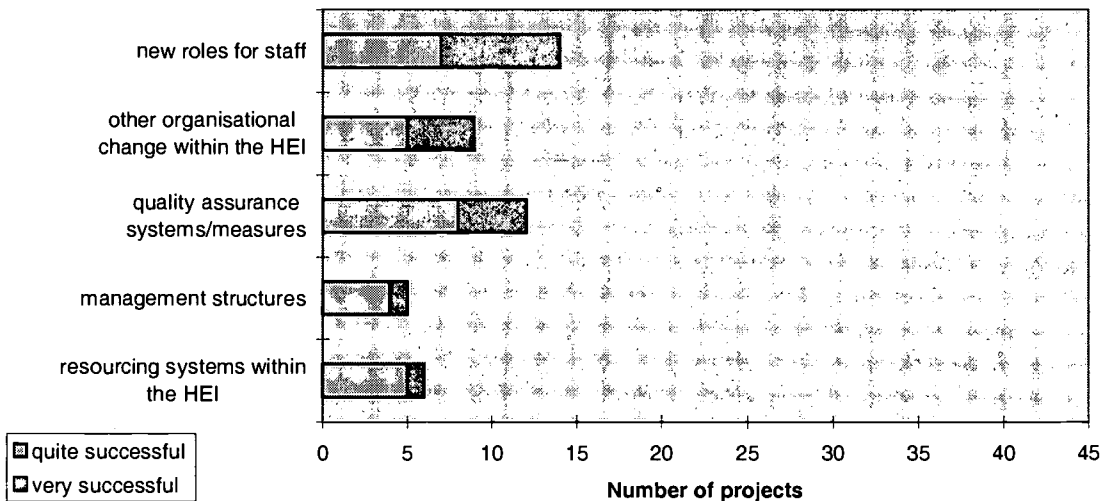 new roles for staff
other organisational
change within the HEI
quality assurance
systems/measures
management structures
resourcing systems within
the HEI
quite successful
very successful
0 5 10 15 20 25 30 35 40 45
Number of projects